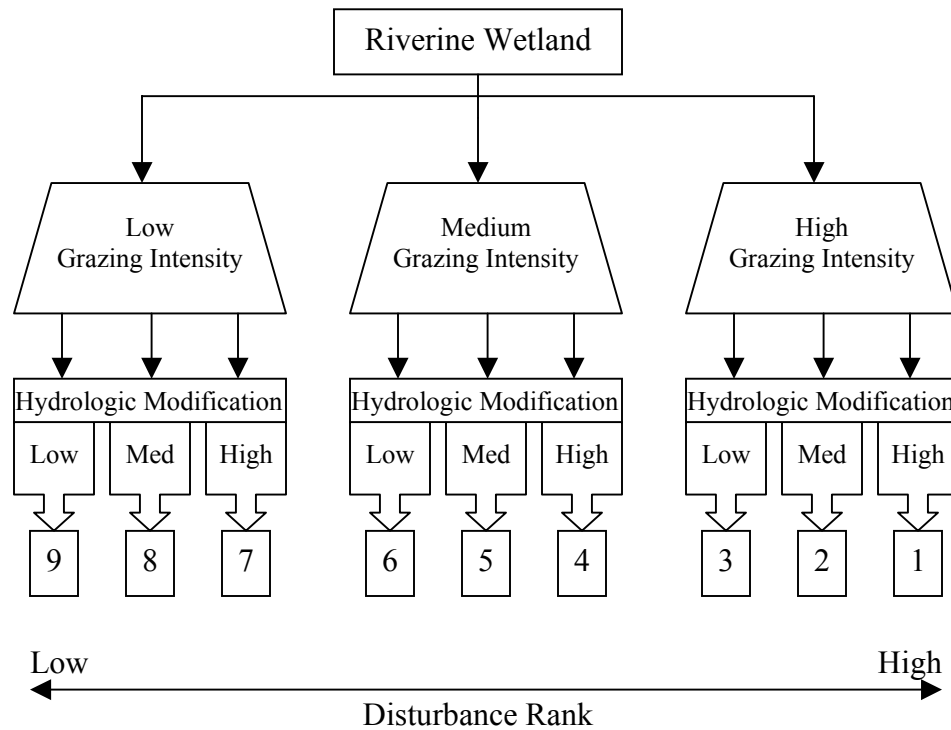 Riverine Wetland
Low
Grazing Intensity
Medium
Grazing Intensity
High
Grazing Intensity
Hydrologic Modification
Hydrologic Modification
Hydrologic Modification
Low Med High
Low Med High
Low Med High
9 8 7
6 5 4
3 2 1
Low High
Disturbance Rank